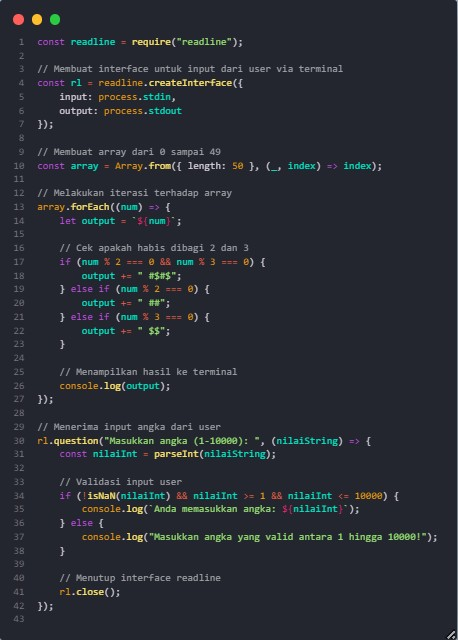 1 const readline = require("readline");
2
3 // Membuat interface untuk input dari user via terminal
4 const rl = readline.createInterface({
5     input: process.stdin,
6     output: process.stdout
7 });
8
9 // Membuat array dari 0 sampai 49
10 const array = Array.from({ length: 50 }, (_, index) => index);
11
12 // Melakukan iterasi terhadap array
13 array.forEach((num) => {
14     let output = `${num}`;
15
16     // Cek apakah habis dibagi 2 dan 3
17     if (num % 2 === 0 && num % 3 === 0) {
18         output += " #$#$";
19     } else if (num % 2 === 0) {
20         output += " ##";
21     } else if (num % 3 === 0) {
22         output += " $$";
23     }
24
25     // Menampilkan hasil ke terminal
26     console.log(output);
27 });
28
29 // Menerima input angka dari user
30 rl.question("Masukkan angka (1-10000): ", (nilaiString) => {
31     const nilaiInt = parseInt(nilaiString);
32
33     // Validasi input user
34     if (!isNaN(nilaiInt) && nilaiInt >= 1 && nilaiInt <= 10000) {
35         console.log(`Anda memasukkan angka: ${nilaiInt}`);
36     } else {
37         console.log("Masukkan angka yang valid antara 1 hingga 10000!");
38     }
39
40     // Menutup interface readline
41     rl.close();
42 });
43